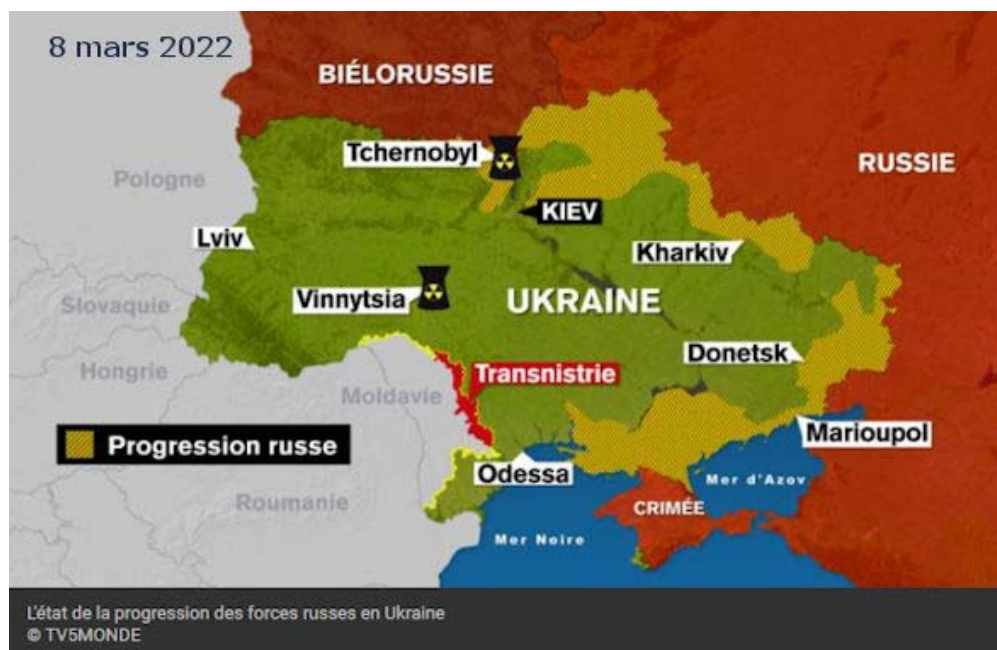 8 mars 2022
BIÉLORUSSIE
Tchernobyl
RUSSIE
Pologne
KIEV
Lviv
Kharkiv
Vinnytsia
UKRAINE
Slovaquie
Donetsk
Hongrie
Transnistrie
Moldavie
Marioupol
Progression russe
Odessa
Mer d'Azov
Roumanie
CRIMÉE
Mer Noire
L'état de la progression des forces russes en Ukraine
© TV5MONDE